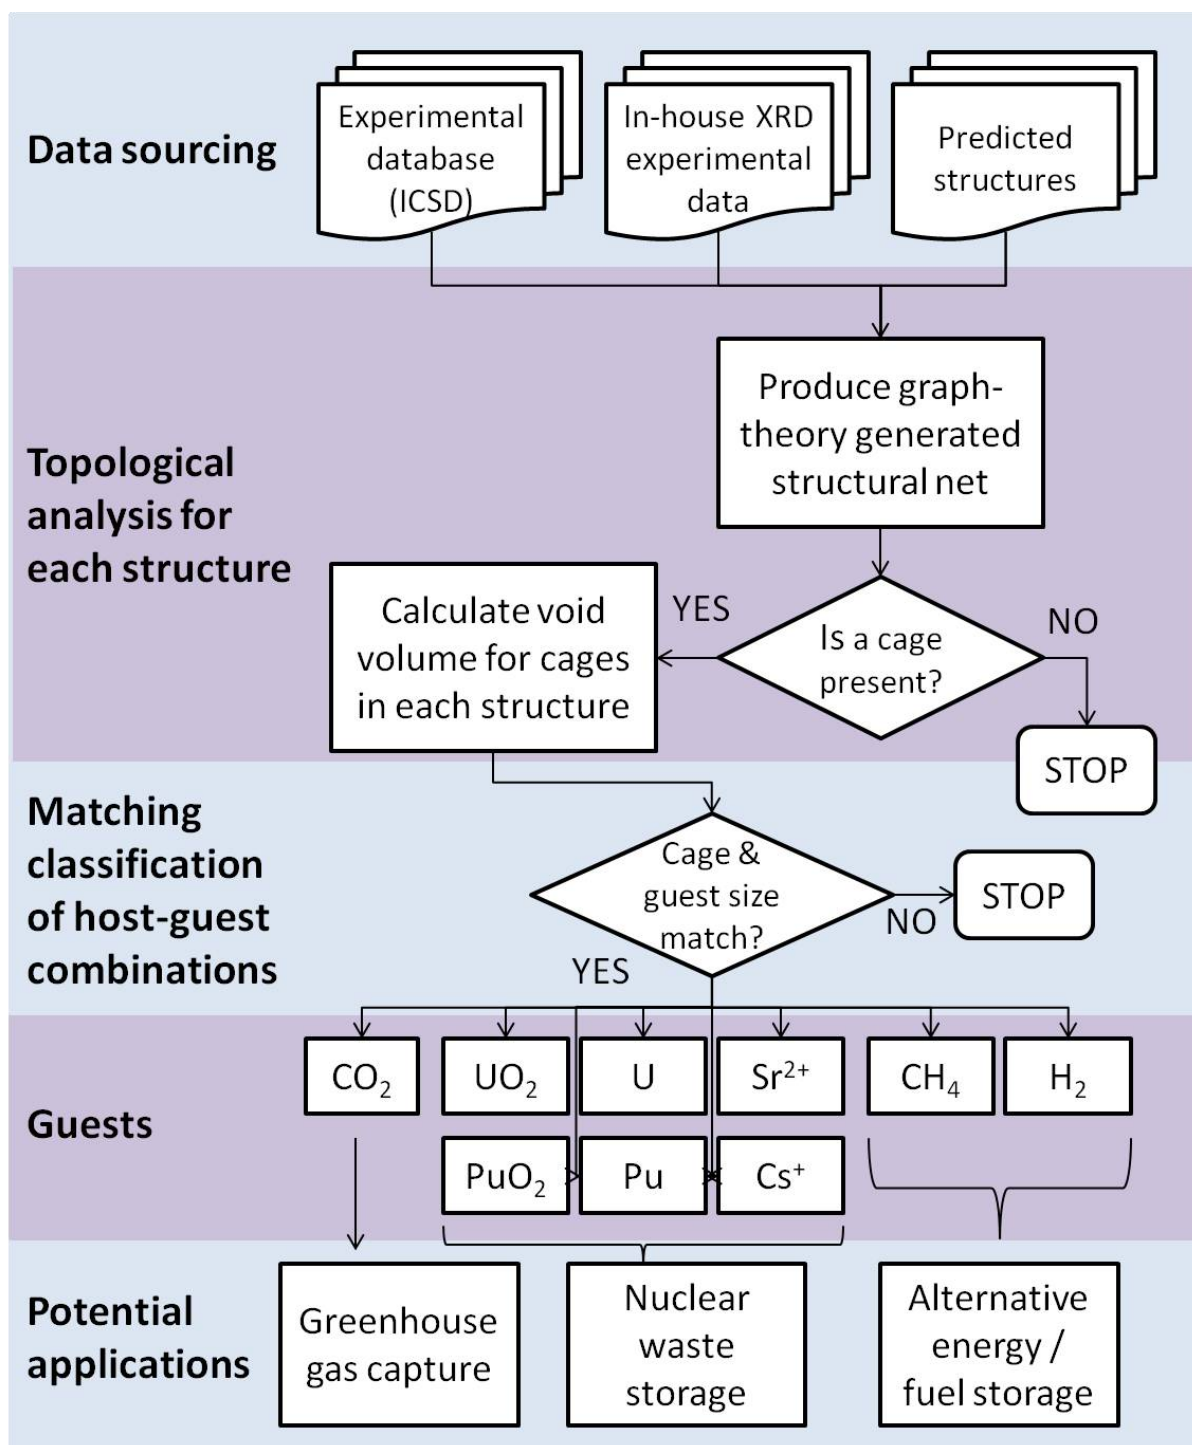 Data sourcing
Experimental
database
(ICSD)
In-house XRD
experimental
data
Predicted
structures
Topological
analysis for
each structure
Produce graph-
theory generated
structural net
Is a cage
present?
YES
NO
STOP
Calculate void
volume for cages
in each structure
Matching
classification
of host-guest
combinations
Cage &
guest size
match?
NO
STOP
YES
Guests
CO₂
UO₂
U
Sr²⁺
CH₄
H₂
PuO₂
Pu
Cs⁺
Potential
applications
Greenhouse
gas capture
Nuclear
waste
storage
Alternative
energy /
fuel storage